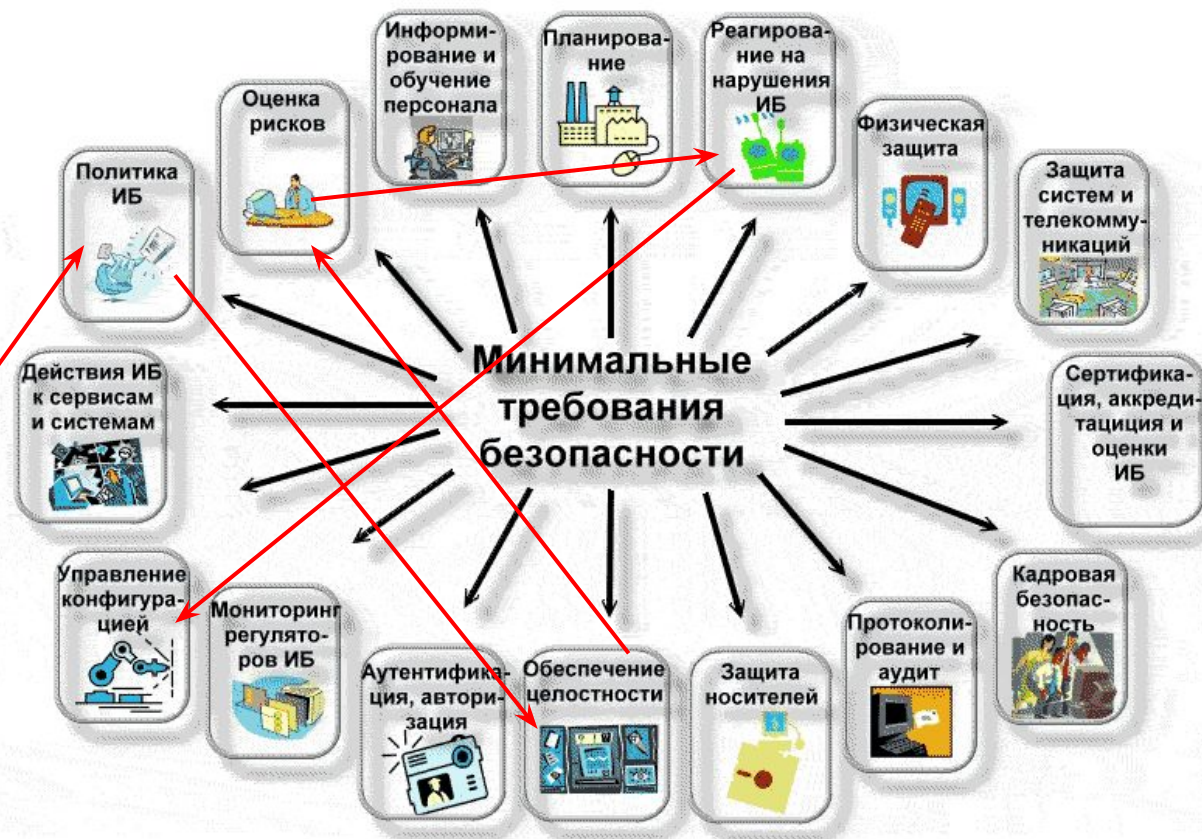 Информи-
рование и
обучение
персонала
Планирова-
ние
Реагирова-
ние на
нарушения
ИБ
Оценка
рисков
Физическая
защита
Политика
ИБ
Защита
систем и
телекомму-
никаций
Минимальные
требования
безопасности
Действия ИБ
к сервисам
и системам
Сертифика-
ция, аккреди-
тациция и
оценки
ИБ
Управление
конфигура-
цией
Мониторинг
регулято-
ров ИБ
Аутентифика-
ция, автори-
зация
Обеспечение
целостности
Защита
носителей
Протоколи-
рование и
аудит
Кадровая
безопас-
ность